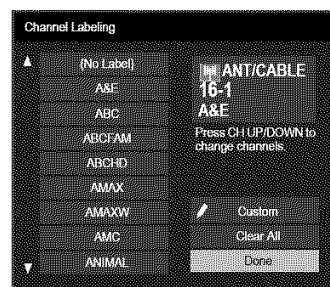 Channel Labeling
(No Label)
A&E
ABC
ABCFAM
ABCHD
AMAX
AMAXW
AMC
ANIMAL
ANT/CABLE
16-1
A&E
Press CH UP/DOWN to
change channels.
Custom
Clear All
Done